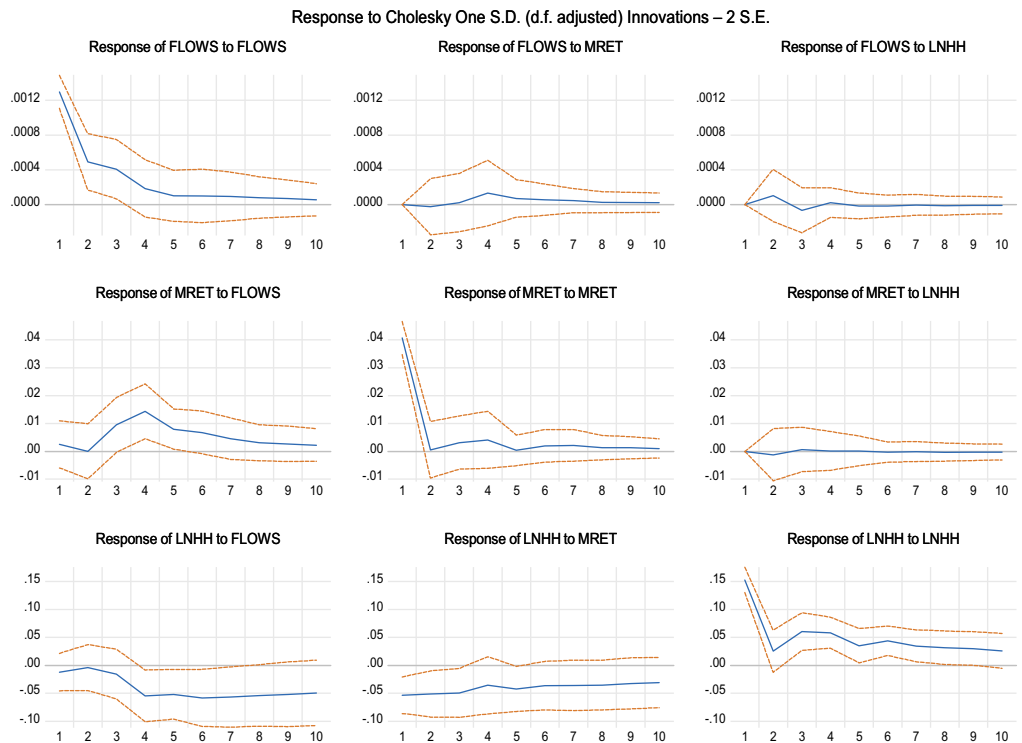 Response to Cholesky One S.D. (d.f. adjusted) Innovations – 2 S.E.
Response of FLOWS to FLOWS
.0012
.0008
.0004
.0000
1 2 3 4 5 6 7 8 9 10
Response of FLOWS to MRET
.0012
.0008
.0004
.0000
1 2 3 4 5 6 7 8 9 10
Response of FLOWS to LNHH
.0012
.0008
.0004
.0000
1 2 3 4 5 6 7 8 9 10
Response of MRET to FLOWS
.04
.03
.02
.01
.00
-.01
1 2 3 4 5 6 7 8 9 10
Response of MRET to MRET
.04
.03
.02
.01
.00
-.01
1 2 3 4 5 6 7 8 9 10
Response of MRET to LNHH
.04
.03
.02
.01
.00
-.01
1 2 3 4 5 6 7 8 9 10
Response of LNHH to FLOWS
.15
.10
.05
.00
-.05
-.10
1 2 3 4 5 6 7 8 9 10
Response of LNHH to MRET
.15
.10
.05
.00
-.05
-.10
1 2 3 4 5 6 7 8 9 10
Response of LNHH to LNHH
.15
.10
.05
.00
-.05
-.10
1 2 3 4 5 6 7 8 9 10